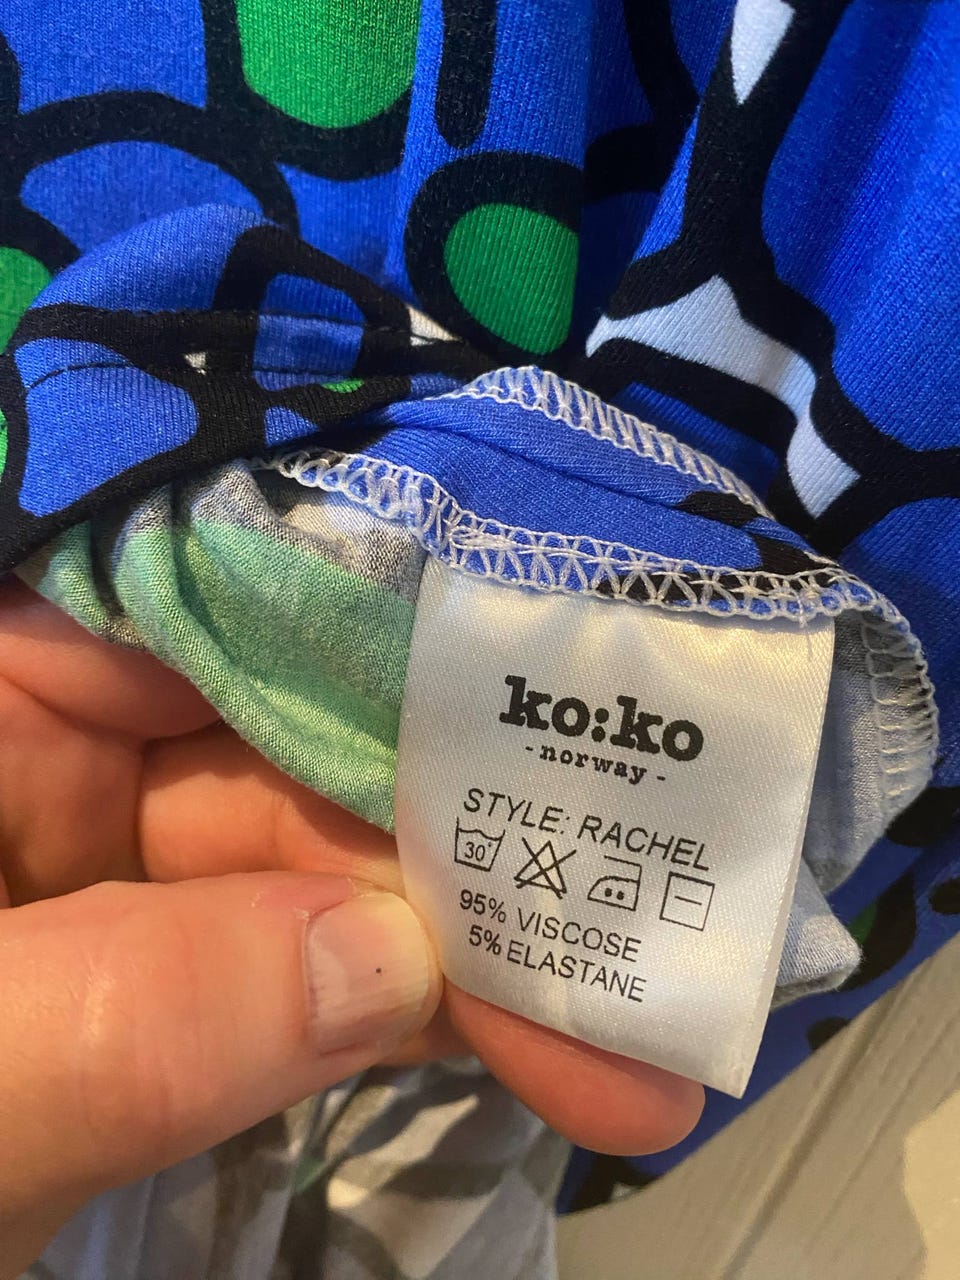 ko:ko
- norway -
STYLE: RACHEL
30°
95% VISCOSE
5% ELASTANE